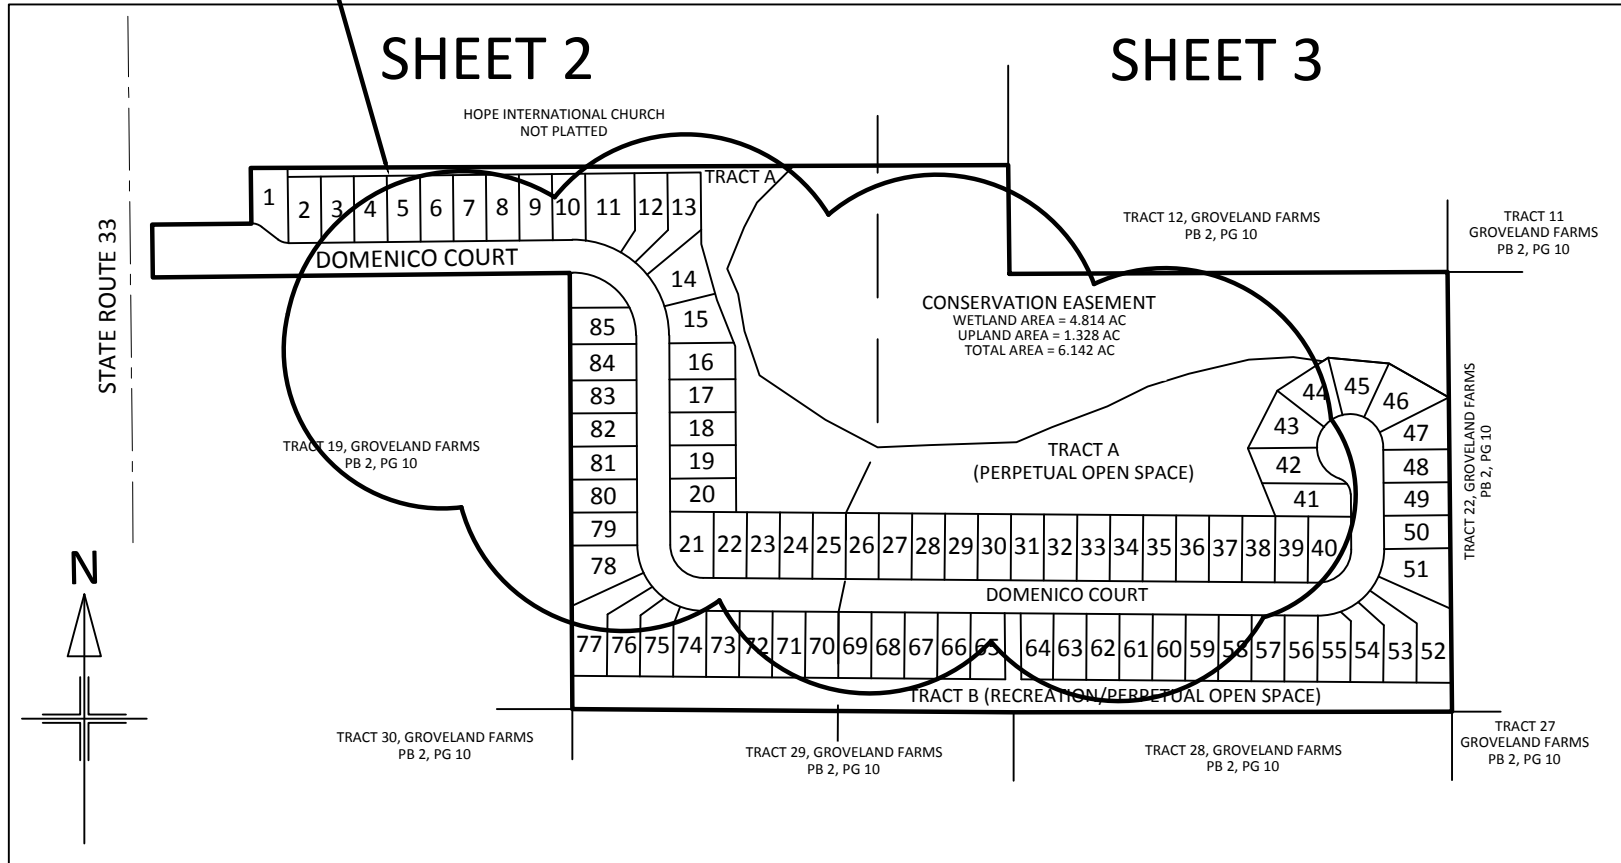 SHEET 2
SHEET 3
HOPE INTERNATIONAL CHURCH
NOT PLATTED
TRACT A
1
2
3
4
5
6
7
8
9
10
11
12
13
TRACT 12, GROVELAND FARMS
PB 2, PG 10
TRACT 11
GROVELAND FARMS
PB 2, PG 10
STATE ROUTE 33
DOMENICO COURT
14
15
16
17
18
19
20
85
84
83
82
81
80
79
78
CONSERVATION EASEMENT
WETLAND AREA = 4.814 AC
UPLAND AREA = 1.328 AC
TOTAL AREA = 6.142 AC
TRACT 19, GROVELAND FARMS
PB 2, PG 10
TRACT A
(PERPETUAL OPEN SPACE)
41
42
43
44
45
46
47
48
49
50
51
TRACT 22, GROVELAND FARMS
PB 2, PG 10
21
22
23
24
25
26
27
28
29
30
31
32
33
34
35
36
37
38
39
40
N
DOMENICO COURT
77
76
75
74
73
72
71
70
69
68
67
66
65
64
63
62
61
60
59
58
57
56
55
54
53
52
TRACT B (RECREATION/PERPETUAL OPEN SPACE)
TRACT 30, GROVELAND FARMS
PB 2, PG 10
TRACT 29, GROVELAND FARMS
PB 2, PG 10
TRACT 28, GROVELAND FARMS
PB 2, PG 10
TRACT 27
GROVELAND FARMS
PB 2, PG 10